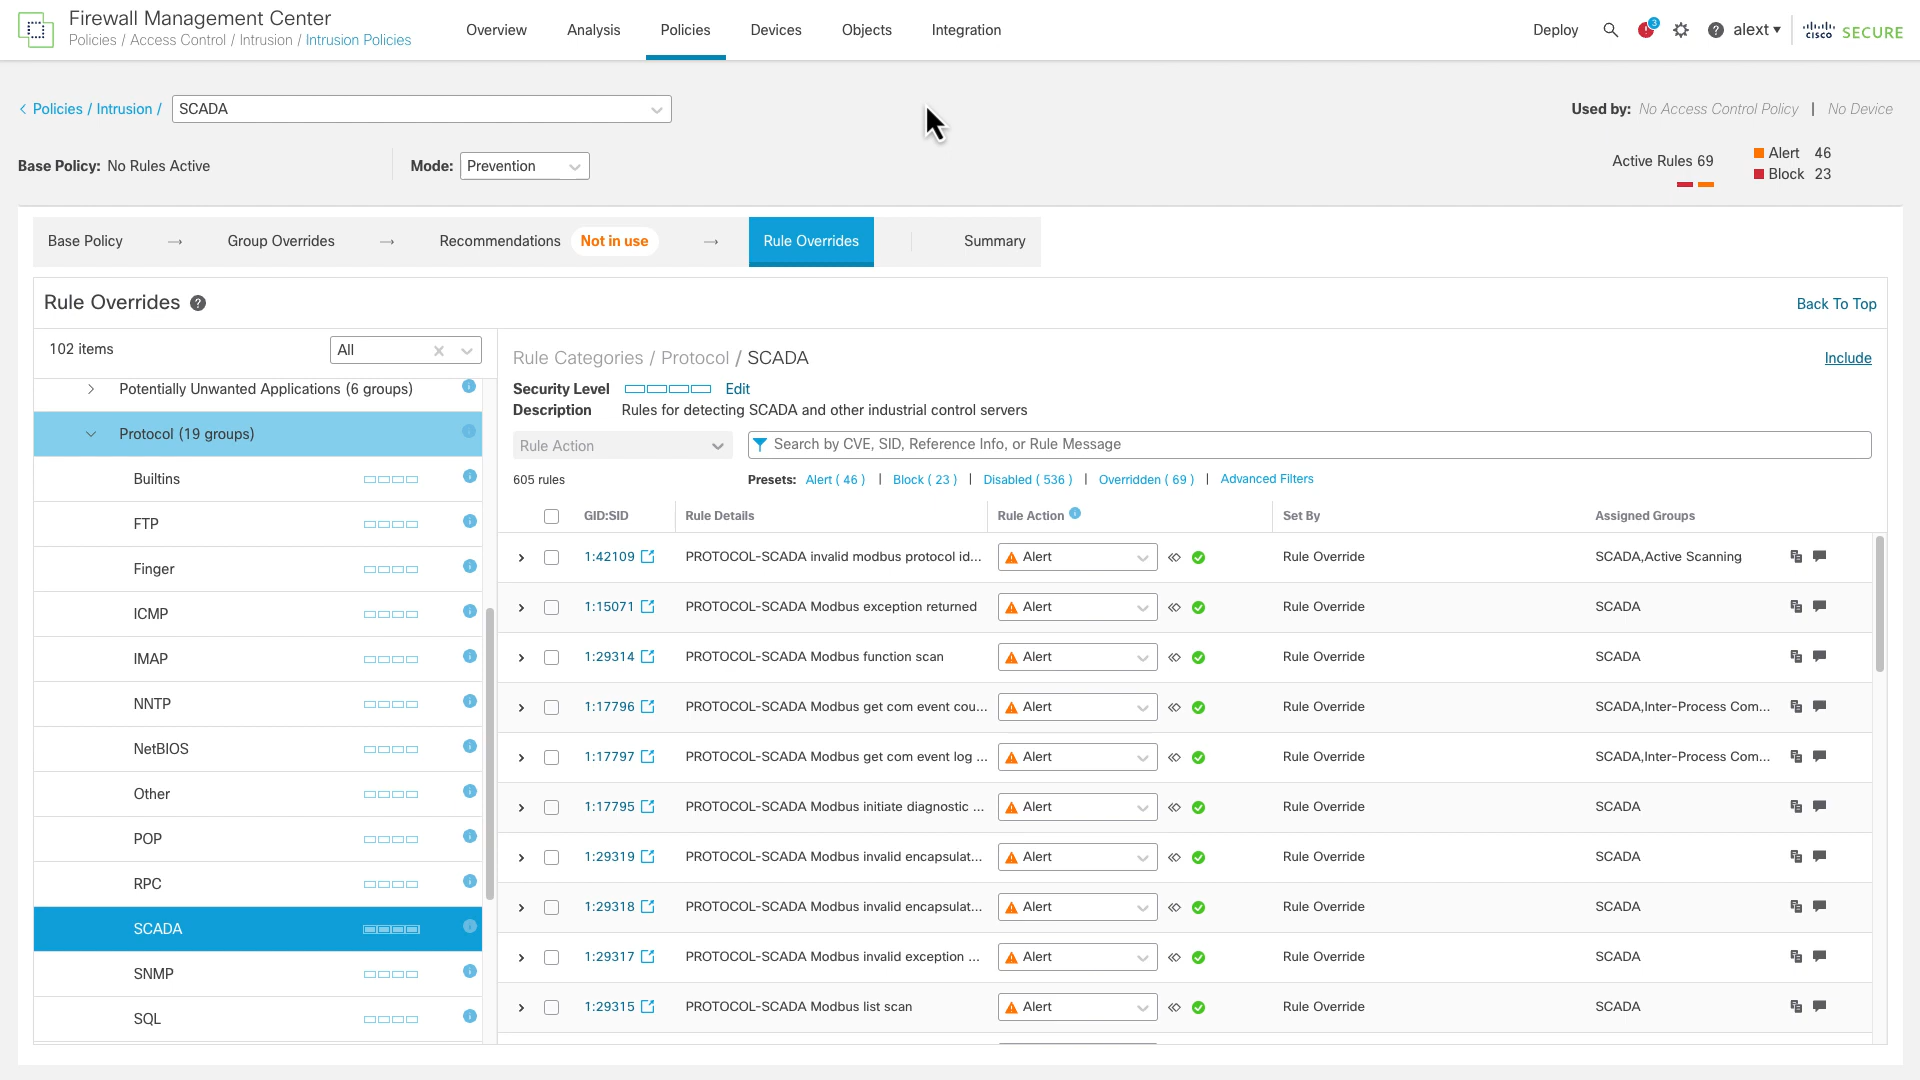 Firewall Management Center
Policies / Access Control / Intrusion / Intrusion Policies
Overview
Analysis
Policies
Devices
Objects
Integration
Deploy
3
alext
cisco SECURE
Policies / Intrusion /
SCADA
Used by: No Access Control Policy | No Device
Base Policy: No Rules Active
Mode: Prevention
Active Rules 69
Alert 46
Block 23
Base Policy → Group Overrides → Recommendations Not in use → Rule Overrides Summary
Rule Overrides
Back To Top
102 items
All
Potentially Unwanted Applications (6 groups)
Protocol (19 groups)
Builtins
FTP
Finger
ICMP
IMAP
NNTP
NetBIOS
Other
POP
RPC
SCADA
SNMP
SQL
Rule Categories / Protocol / SCADA
Include
Security Level Edit
Description Rules for detecting SCADA and other industrial control servers
Rule Action
Search by CVE, SID, Reference Info, or Rule Message
605 rules
Presets: Alert ( 46 ) | Block ( 23 ) | Disabled ( 536 ) | Overridden ( 69 ) | Advanced Filters
GID:SID Rule Details Rule Action Set By Assigned Groups
1:42109 PROTOCOL-SCADA invalid modbus protocol id... Alert Rule Override SCADA,Active Scanning
1:15071 PROTOCOL-SCADA Modbus exception returned Alert Rule Override SCADA
1:29314 PROTOCOL-SCADA Modbus function scan Alert Rule Override SCADA
1:17796 PROTOCOL-SCADA Modbus get com event cou... Alert Rule Override SCADA,Inter-Process Com...
1:17797 PROTOCOL-SCADA Modbus get com event log ... Alert Rule Override SCADA,Inter-Process Com...
1:17795 PROTOCOL-SCADA Modbus initiate diagnostic ... Alert Rule Override SCADA
1:29319 PROTOCOL-SCADA Modbus invalid encapsulat... Alert Rule Override SCADA
1:29318 PROTOCOL-SCADA Modbus invalid encapsulat... Alert Rule Override SCADA
1:29317 PROTOCOL-SCADA Modbus invalid exception ... Alert Rule Override SCADA
1:29315 PROTOCOL-SCADA Modbus list scan Alert Rule Override SCADA